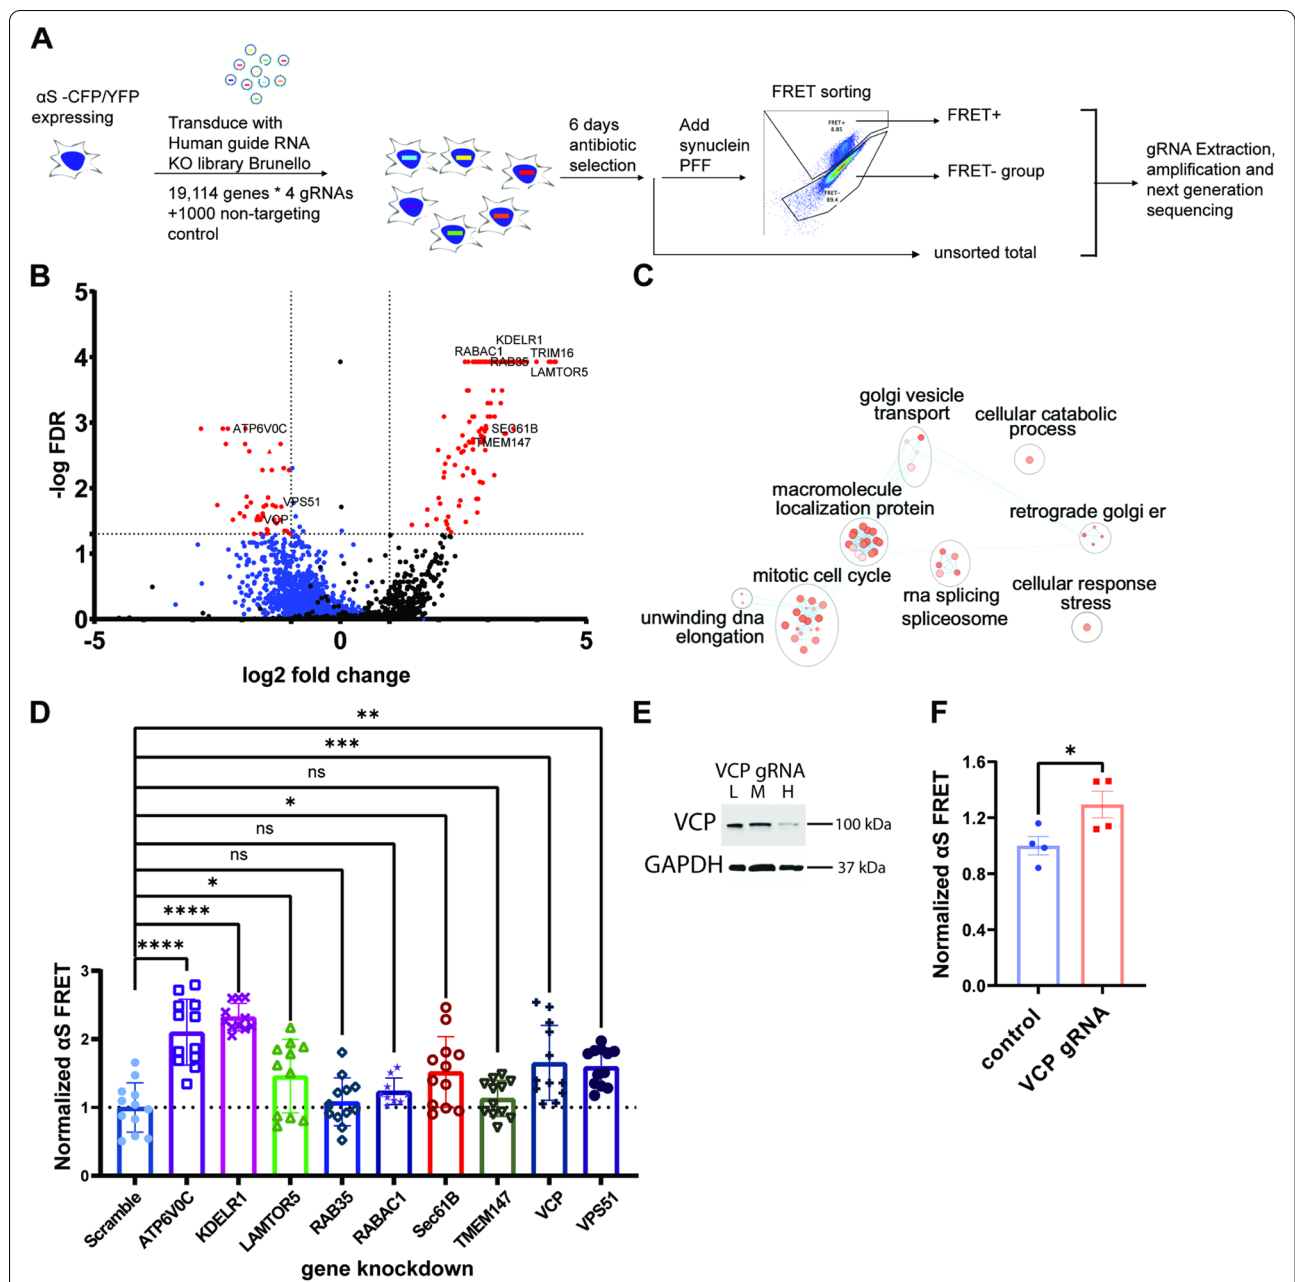 A
αS -CFP/YFP
expressing
Transduce with
Human guide RNA
KO library Brunello
19,114 genes * 4 gRNAs
+1000 non-targeting
control
6 days
antibiotic
selection
Add
synuclein
PFF
FRET sorting
FRET+
8.85
FRET-
89.4
FRET+
FRET- group
unsorted total
gRNA Extraction,
amplification and
next generation
sequencing
B
-log FDR
5
4
3
2
1
0
-5
0
5
log2 fold change
KDELR1
RABAC1
TRIM16
RAB35
LAMTOR5
ATP6V0C
SEC61B
TMEM147
VPS51
VCP
C
golgi vesicle
transport
cellular catabolic
process
macromolecule
localization protein
retrograde golgi er
mitotic cell cycle
rna splicing
spliceosome
cellular response
stress
unwinding dna
elongation
D
**
***
ns
*
ns
ns
*
****
****
Normalized αS FRET
3
2
1
0
Scramble
ATP6V0C
KDELR1
LAMTOR5
RAB35
RABAC1
Sec61B
TMEM147
VCP
VPS51
gene knockdown
E
VCP gRNA
L M H
VCP
100 kDa
GAPDH
37 kDa
F
*
Normalized αS FRET
1.6
1.2
0.8
0.4
0.0
control
VCP gRNA